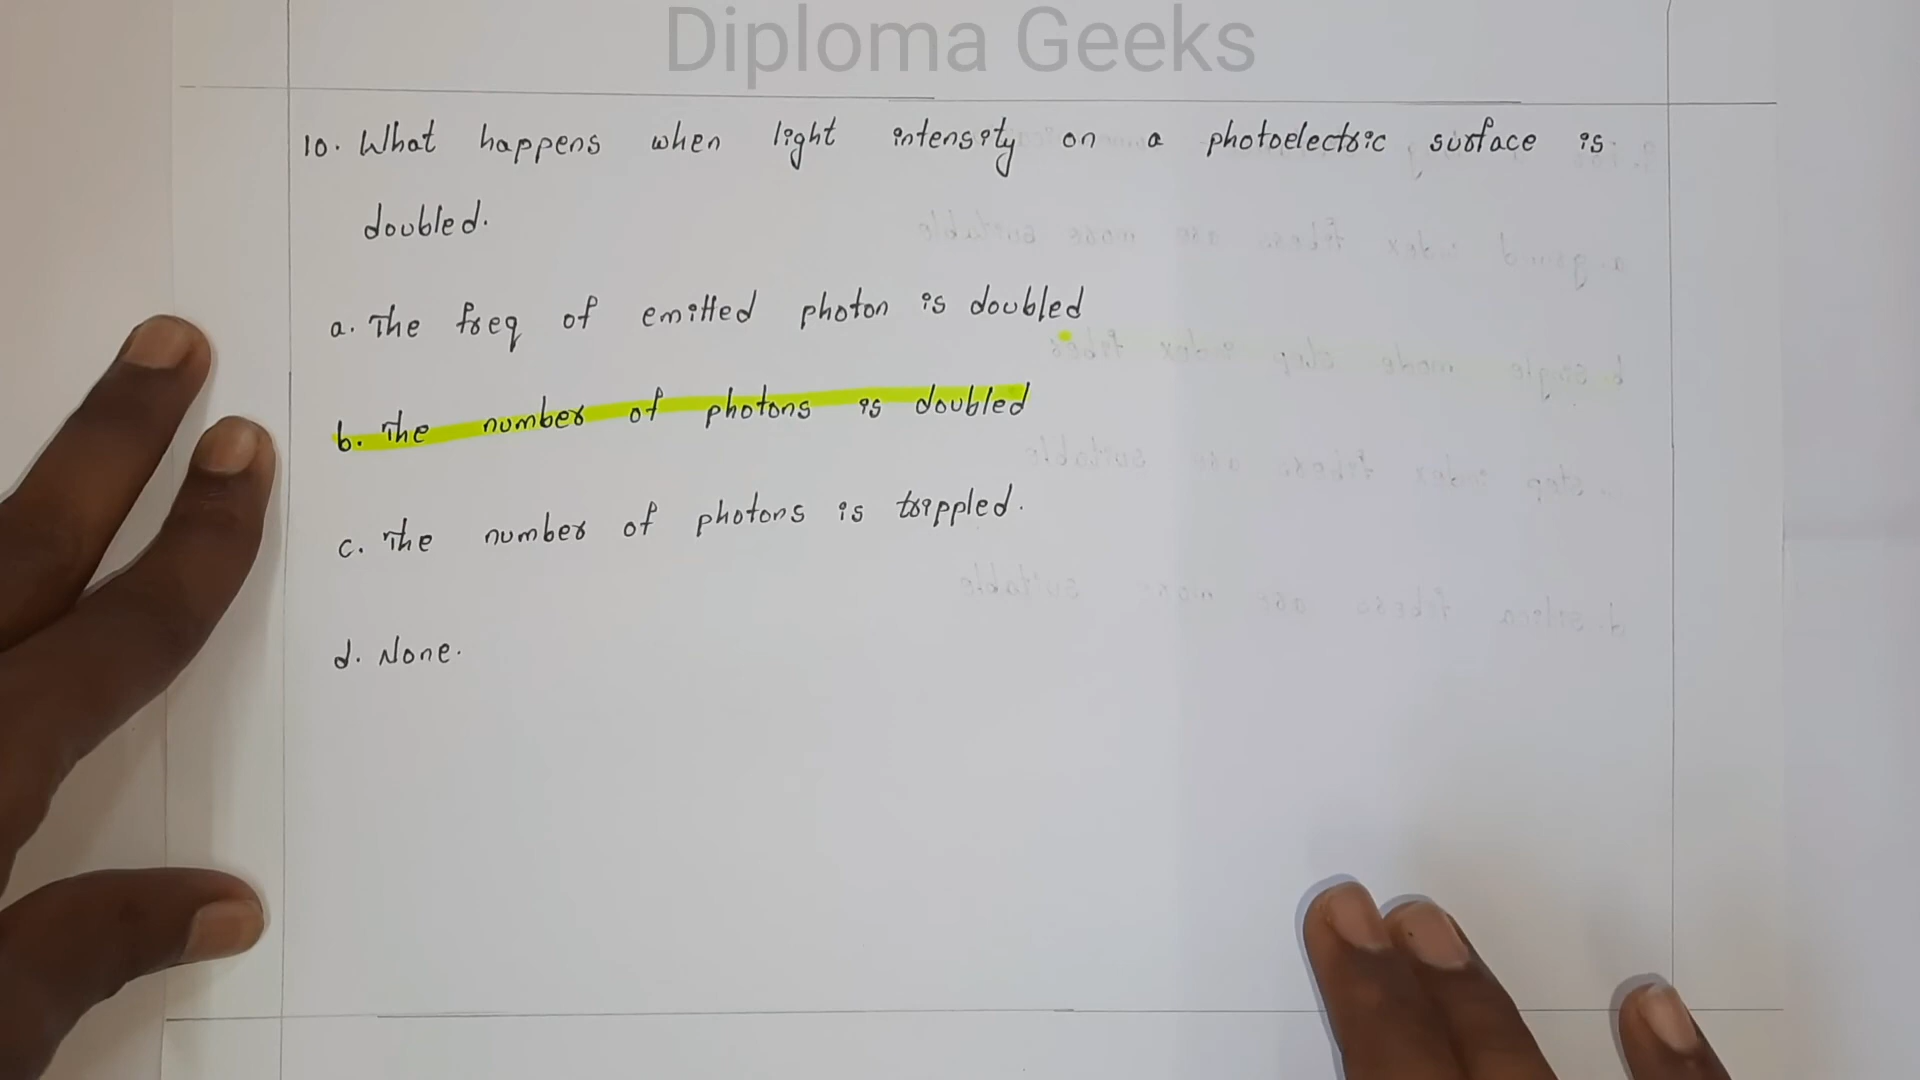 Diploma Geeks
10. What happens when light intensity on a photoelectric surface is
doubled.
a. The freq of emitted photon is doubled
b. The number of photons is doubled
c. The number of photons is trippled.
d. None.